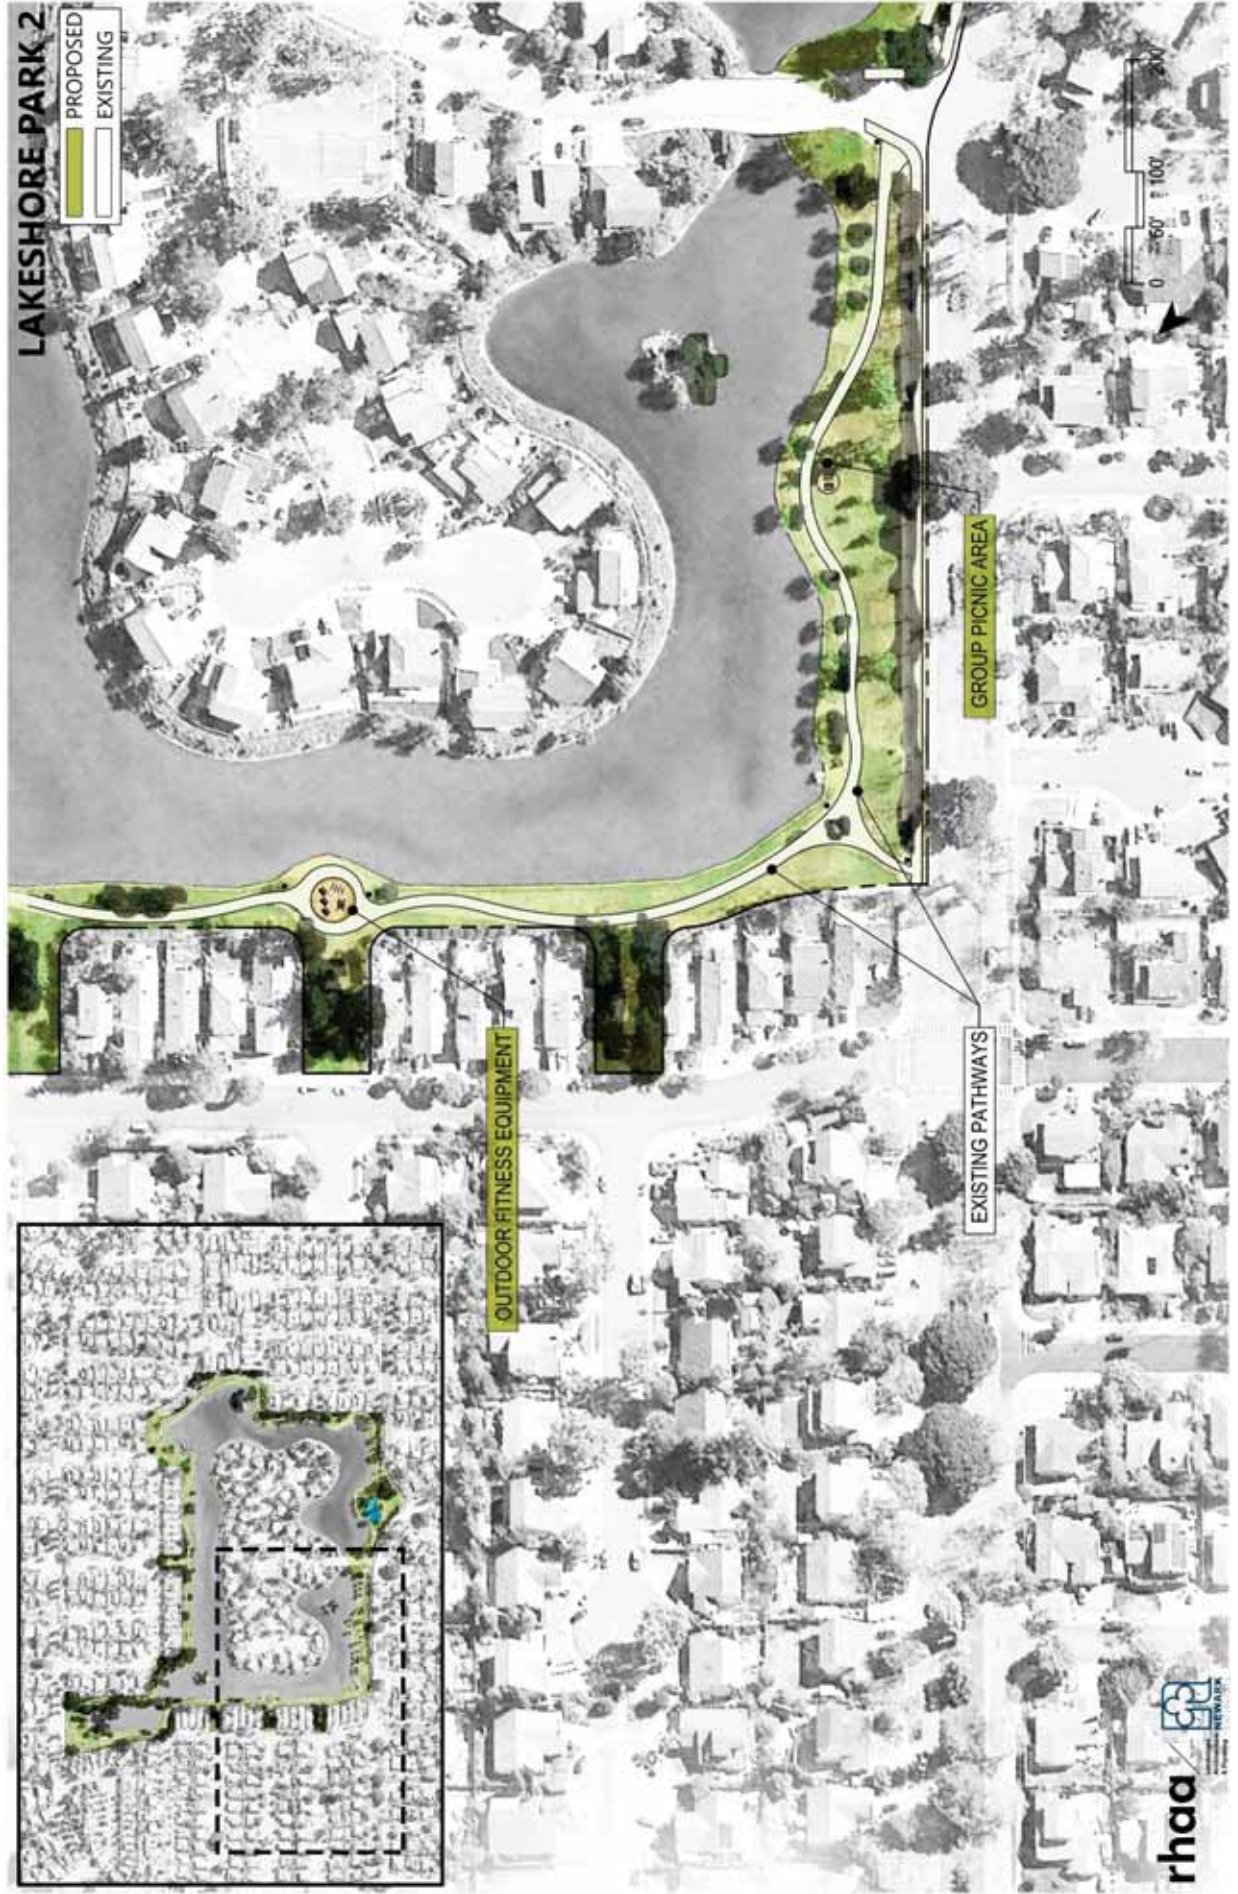 LAKESHORE PARK 2
PROPOSED
EXISTING
OUTDOOR FITNESS EQUIPMENT
EXISTING PATHWAYS
GROUP PICNIC AREA
0 50' 100' 200'
rhaa
NEWARK